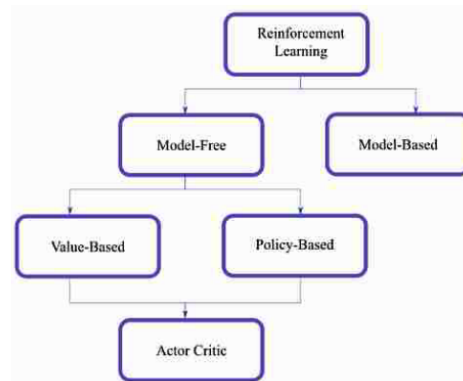 Reinforcement
Learning
Model-Free
Model-Based
Value-Based
Policy-Based
Actor Critic